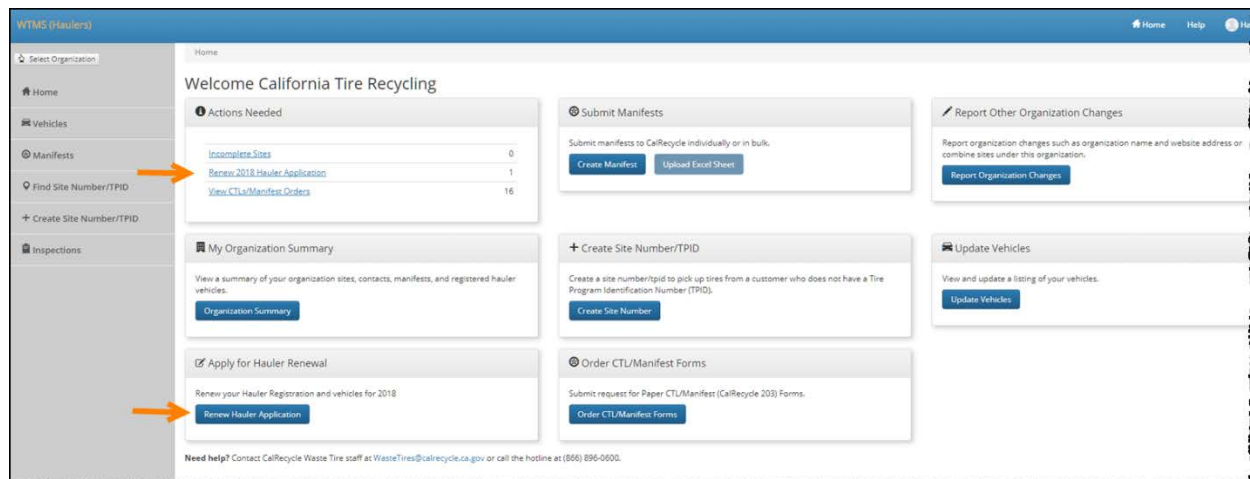 WTMS (Haulers)
Home Help
Select Organization
Home
Vehicles
Manifests
Find Site Number/TPID
Create Site Number/TPID
Inspections
Home
Welcome California Tire Recycling
Actions Needed
Incomplete Sites 0
Renew 2018 Hauler Application 1
View CTLs/Manifest Orders 16
Submit Manifests
Submit manifests to CalRecycle individually or in bulk.
Create Manifest Upload Excel Sheet
Report Other Organization Changes
Report organization changes such as organization name and website address or
combine sites under this organization.
Report Organization Changes
My Organization Summary
View a summary of your organization sites, contacts, manifests, and registered hauler
vehicles.
Organization Summary
Create Site Number/TPID
Create a site number/tpid to pick up tires from a customer who does not have a Tire
Program Identification Number (TPID).
Create Site Number
Update Vehicles
View and update a listing of your vehicles.
Update Vehicles
Apply for Hauler Renewal
Renew your Hauler Registration and vehicles for 2018
Renew Hauler Application
Order CTL/Manifest Forms
Submit request for Paper CTL/Manifest (CalRecycle 203) Forms.
Order CTL/Manifest Forms
Need help? Contact CalRecycle Waste Tire staff at WasteTires@calrecycle.ca.gov or call the hotline at (866) 896-0600.